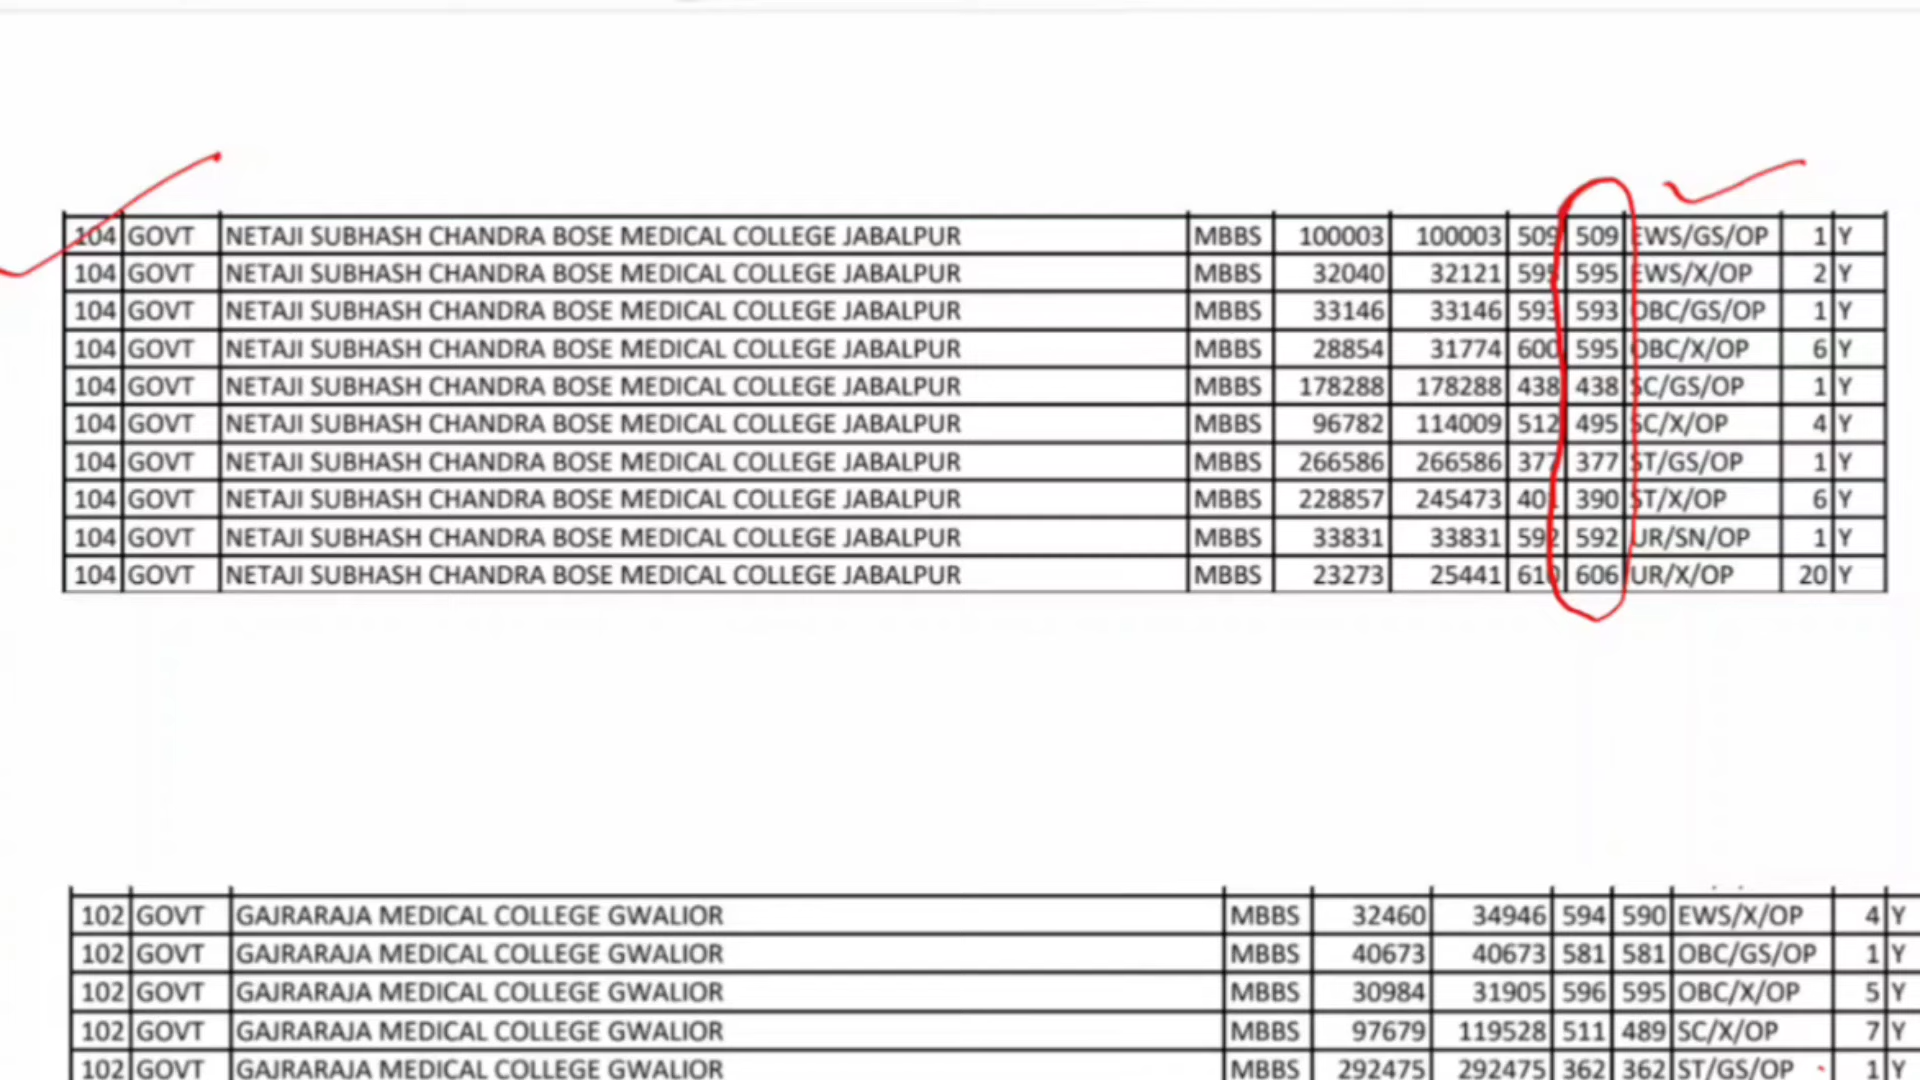 104 GOVT NETAJI SUBHASH CHANDRA BOSE MEDICAL COLLEGE JABALPUR MBBS 100003 100003 509 509 EWS/GS/OP 1 Y
104 GOVT NETAJI SUBHASH CHANDRA BOSE MEDICAL COLLEGE JABALPUR MBBS 32040 32121 595 595 EWS/X/OP 2 Y
104 GOVT NETAJI SUBHASH CHANDRA BOSE MEDICAL COLLEGE JABALPUR MBBS 33146 33146 593 593 OBC/GS/OP 1 Y
104 GOVT NETAJI SUBHASH CHANDRA BOSE MEDICAL COLLEGE JABALPUR MBBS 28854 31774 600 595 OBC/X/OP 6 Y
104 GOVT NETAJI SUBHASH CHANDRA BOSE MEDICAL COLLEGE JABALPUR MBBS 178288 178288 438 438 SC/GS/OP 1 Y
104 GOVT NETAJI SUBHASH CHANDRA BOSE MEDICAL COLLEGE JABALPUR MBBS 96782 114009 512 495 SC/X/OP 4 Y
104 GOVT NETAJI SUBHASH CHANDRA BOSE MEDICAL COLLEGE JABALPUR MBBS 266586 266586 377 377 ST/GS/OP 1 Y
104 GOVT NETAJI SUBHASH CHANDRA BOSE MEDICAL COLLEGE JABALPUR MBBS 228857 245473 390 ST/X/OP 6 Y
104 GOVT NETAJI SUBHASH CHANDRA BOSE MEDICAL COLLEGE JABALPUR MBBS 33831 33831 592 592 UR/SN/OP 1 Y
104 GOVT NETAJI SUBHASH CHANDRA BOSE MEDICAL COLLEGE JABALPUR MBBS 23273 25441 610 606 UR/X/OP 20 Y
102 GOVT GAJRARAJA MEDICAL COLLEGE GWALIOR MBBS 32460 34946 594 590 EWS/X/OP 4 Y
102 GOVT GAJRARAJA MEDICAL COLLEGE GWALIOR MBBS 40673 40673 581 581 OBC/GS/OP 1 Y
102 GOVT GAJRARAJA MEDICAL COLLEGE GWALIOR MBBS 30984 31905 596 595 OBC/X/OP 5 Y
102 GOVT GAJRARAJA MEDICAL COLLEGE GWALIOR MBBS 97679 119528 511 489 SC/X/OP 7 Y
102 GOVT GAJRARAJA MEDICAL COLLEGE GWALIOR MBBS 292475 292475 362 362 ST/GS/OP 1 Y